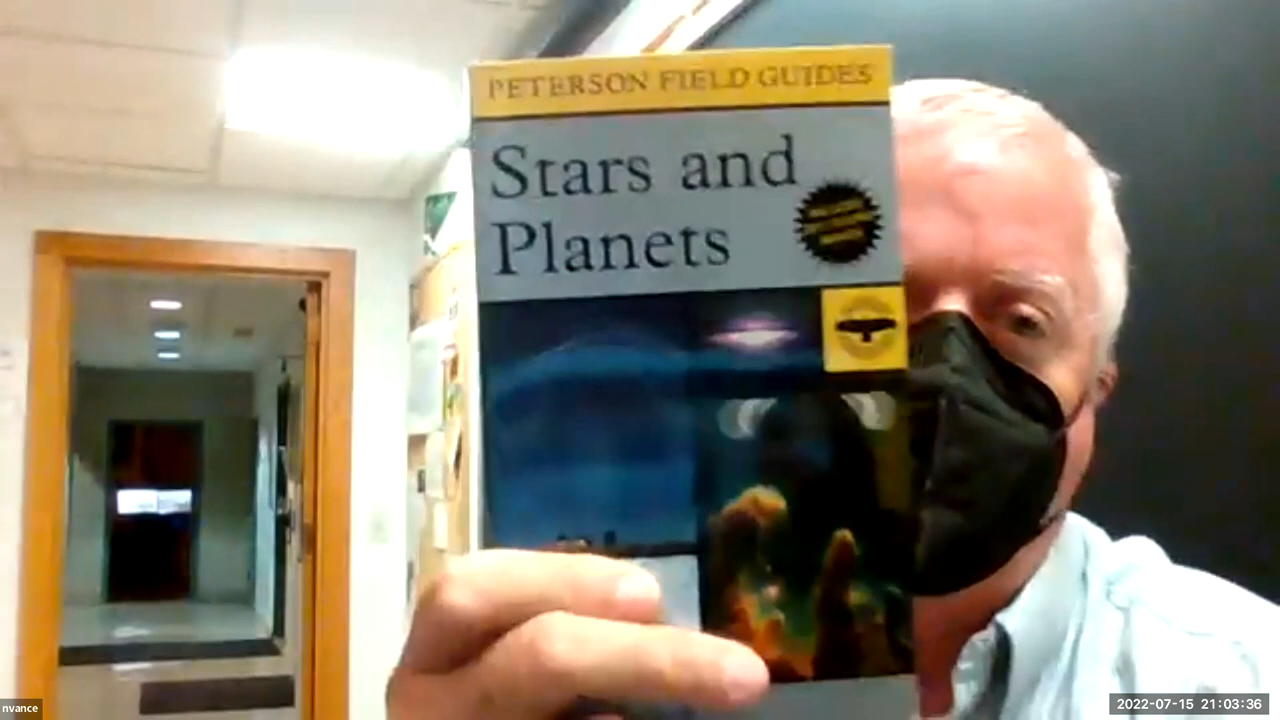 PETERSON FIELD GUIDES
Stars and
Planets
nvance
2022-07-15 21:03:36